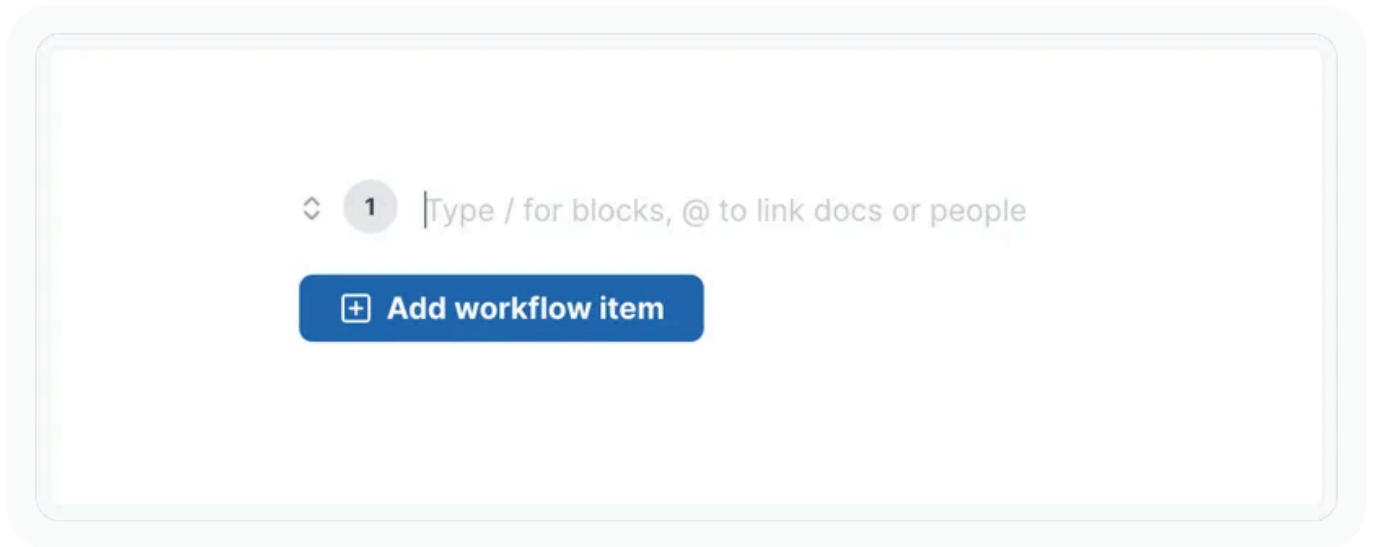 1 Type / for blocks, @ to link docs or people
Add workflow item